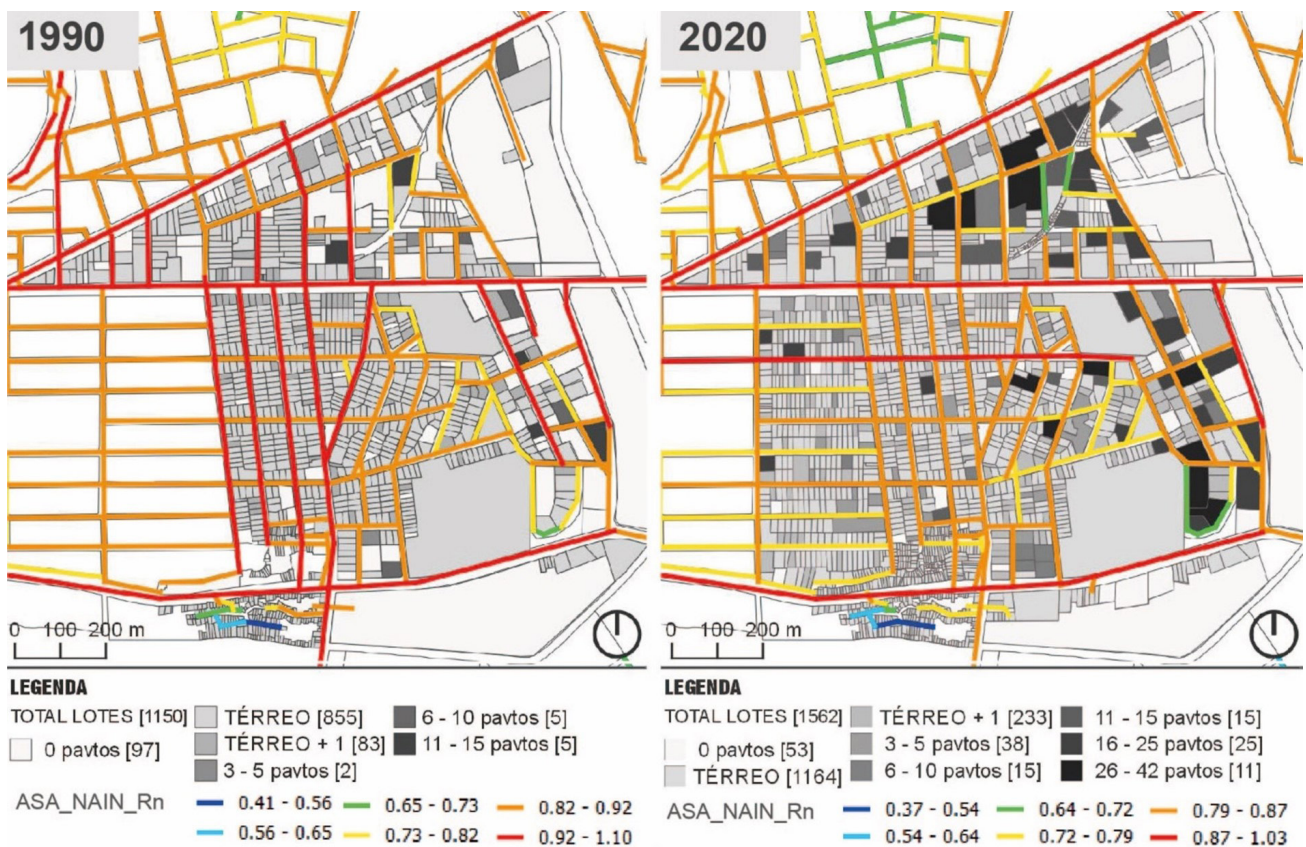 1990
0 100 200 m
LEGENDA
TOTAL LOTES [1150]
0 pavtos [97]
TÉRREO [855]
TÉRREO + 1 [83]
3 - 5 pavtos [2]
6 - 10 pavtos [5]
11 - 15 pavtos [5]
ASA_NAIN_Rn
0.41 - 0.56
0.56 - 0.65
0.65 - 0.73
0.73 - 0.82
0.82 - 0.92
0.92 - 1.10
2020
0 100 200 m
LEGENDA
TOTAL LOTES [1562]
0 pavtos [53]
TÉRREO [1164]
TÉRREO + 1 [233]
3 - 5 pavtos [38]
6 - 10 pavtos [15]
11 - 15 pavtos [15]
16 - 25 pavtos [25]
26 - 42 pavtos [11]
ASA_NAIN_Rn
0.37 - 0.54
0.54 - 0.64
0.64 - 0.72
0.72 - 0.79
0.79 - 0.87
0.87 - 1.03